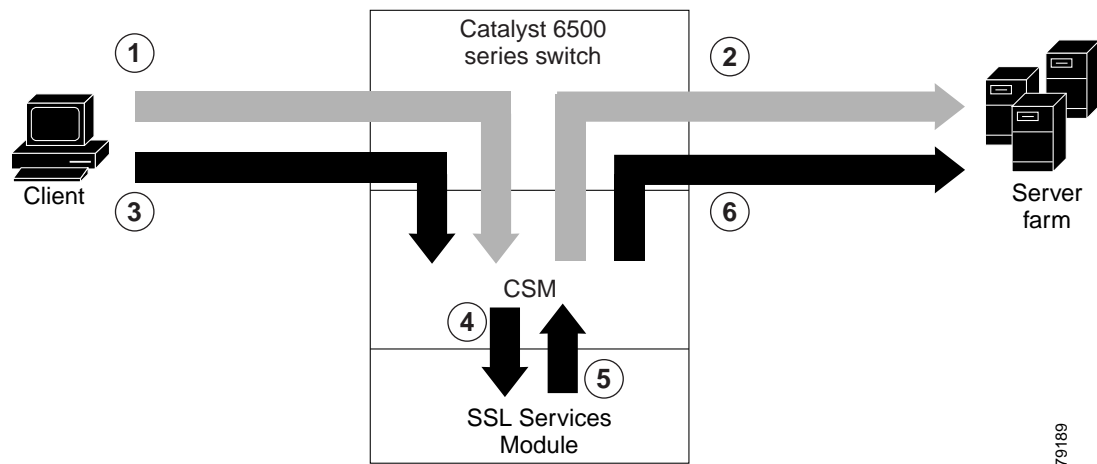 Catalyst 6500
series switch
1
2
Client
3
6
Server
farm
CSM
4
5
SSL Services
Module
79189